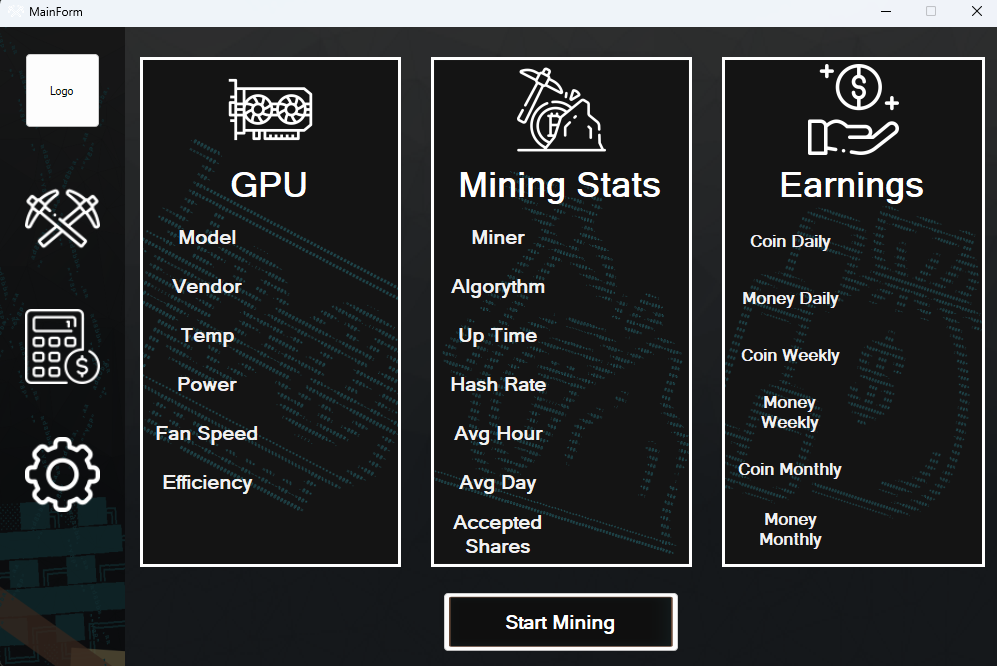 MainForm
Logo
GPU
Model
Vendor
Temp
Power
Fan Speed
Efficiency
Mining Stats
Miner
Algorythm
Up Time
Hash Rate
Avg Hour
Avg Day
Accepted
Shares
Earnings
Coin Daily
Money Daily
Coin Weekly
Money
Weekly
Coin Monthly
Money
Monthly
Start Mining